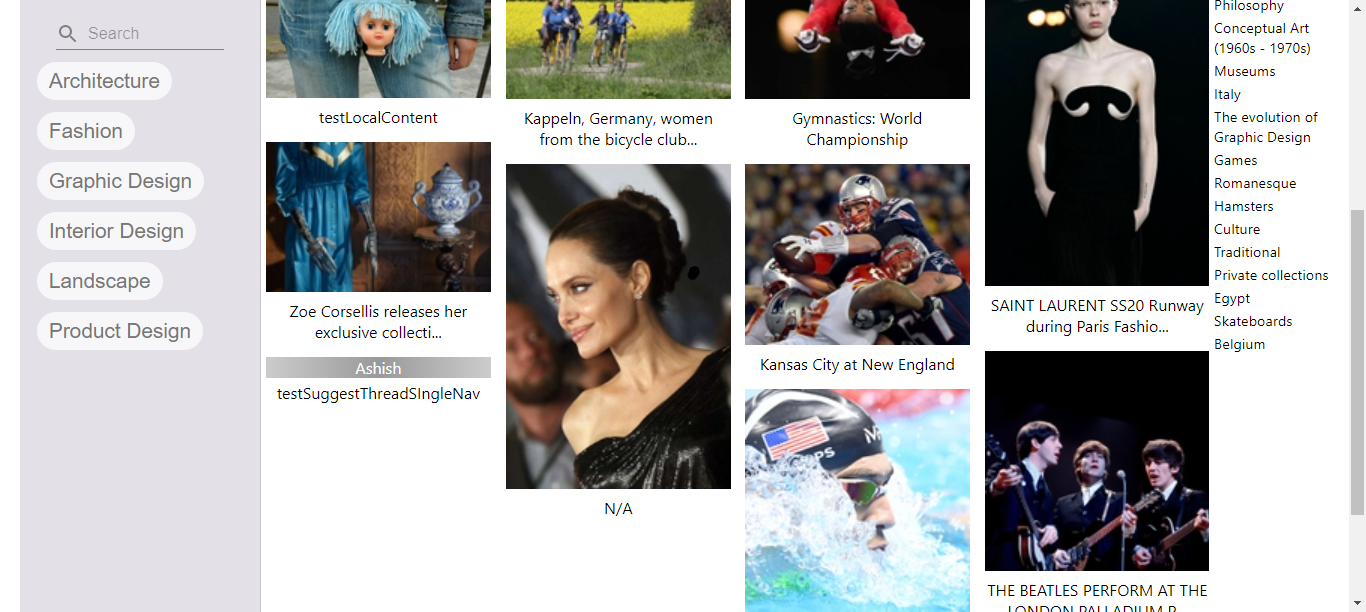 Search
Architecture
Fashion
Graphic Design
Interior Design
Landscape
Product Design
testLocalContent
Zoe Corsellis releases her
exclusive collecti...
Ashish
testSuggestThreadSIngleNav
Kappeln, Germany, women
from the bicycle club...
N/A
Gymnastics: World
Championship
Kansas City at New England
SAINT LAURENT SS20 Runway
during Paris Fashio...
THE BEATLES PERFORM AT THE
LONDON PALLADIUM
Philosophy
Conceptual Art
(1960s - 1970s)
Museums
Italy
The evolution of
Graphic Design
Games
Romanesque
Hamsters
Culture
Traditional
Private collections
Egypt
Skateboards
Belgium